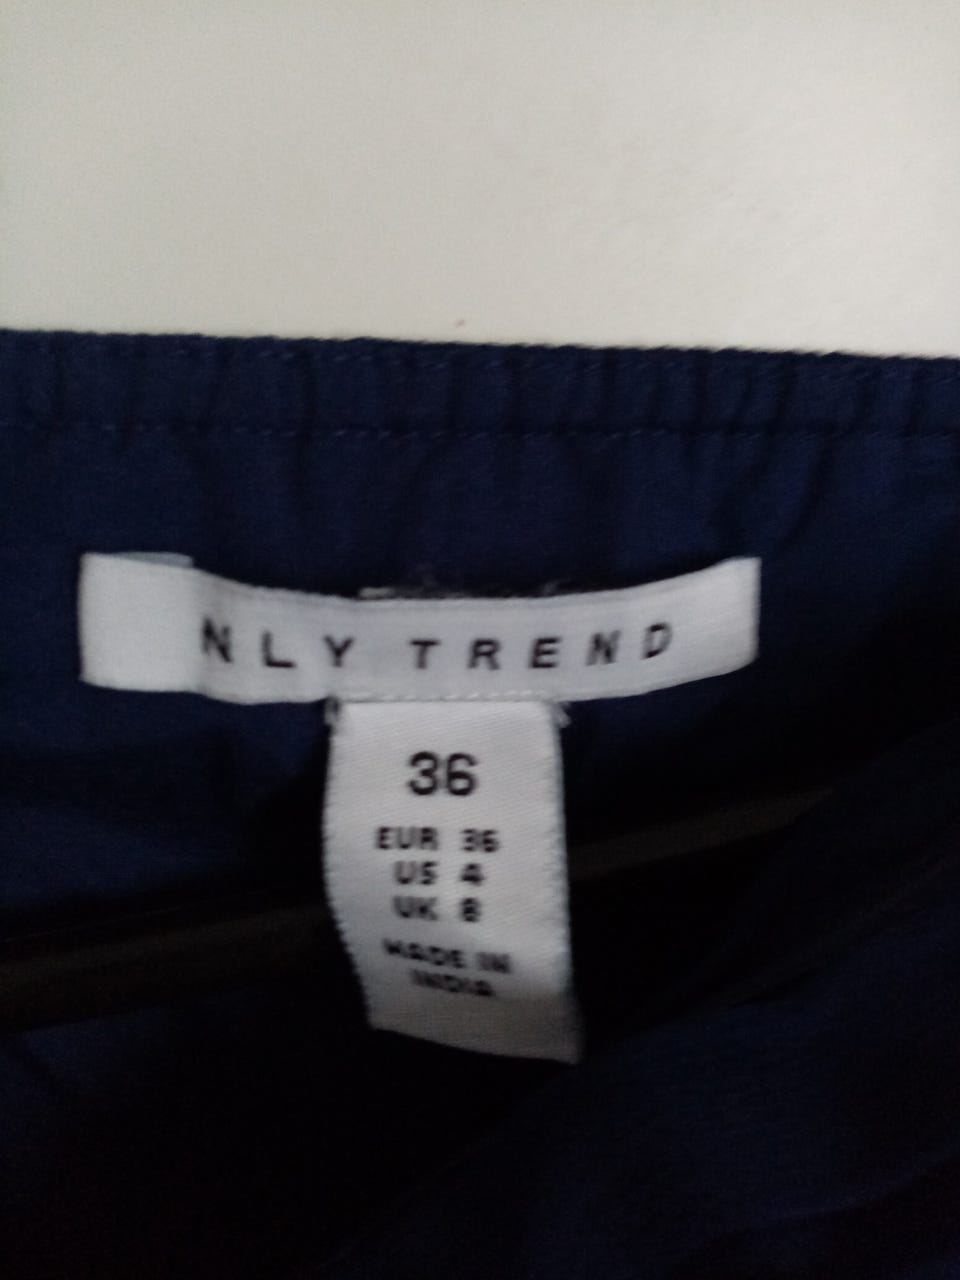 NLY TREND
36
EUR 36
US 4
UK 8
MADE IN
INDIA